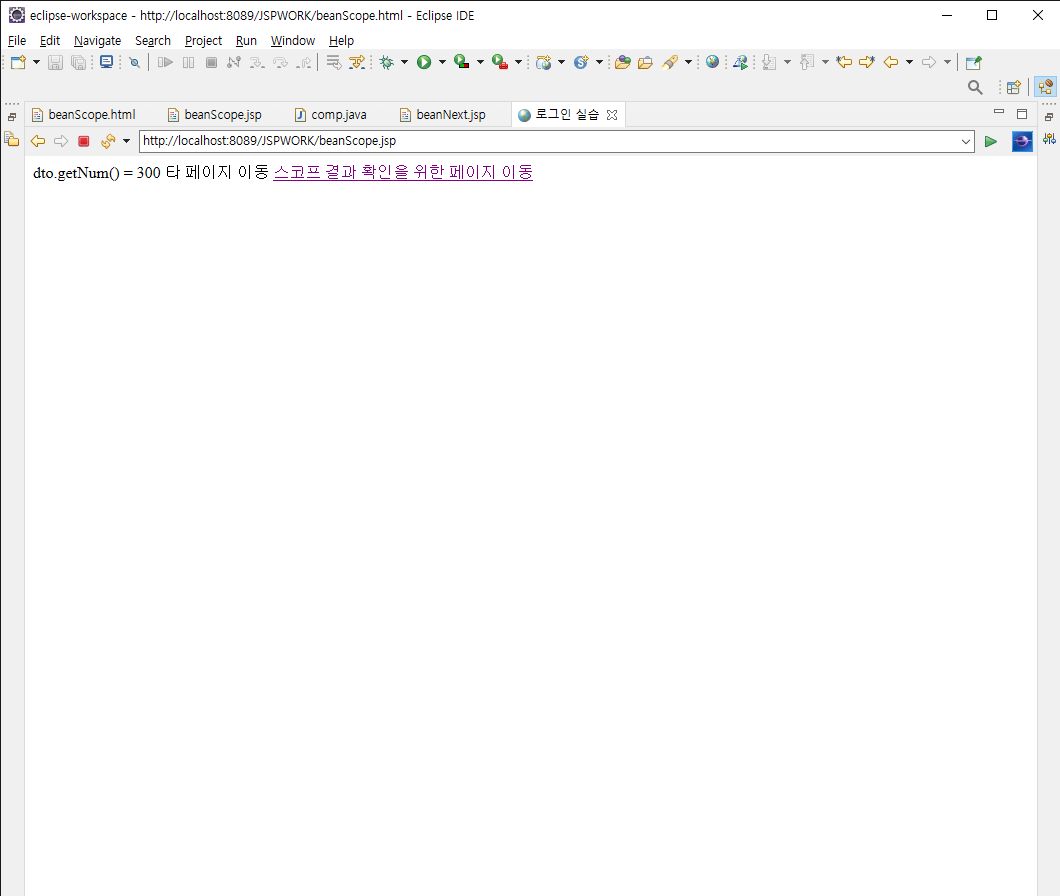 eclipse-workspace - http://localhost:8089/JSPWORK/beanScope.html - Eclipse IDE
File Edit Navigate Search Project Run Window Help
beanScope.html beanScope.jsp comp.java beanNext.jsp 로그인 실습
http://localhost:8089/JSPWORK/beanScope.jsp
dto.getNum() = 300 타 페이지 이동 스코프 결과 확인을 위한 페이지 이동